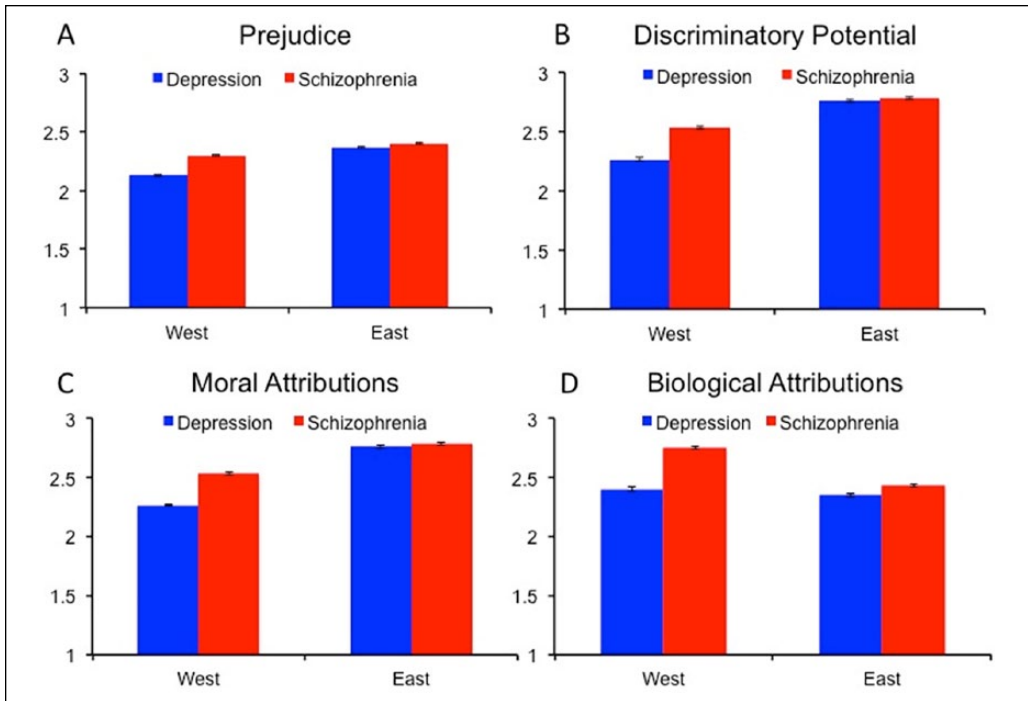 A Prejudice
3
Depression Schizophrenia
2.5
2
1.5
1
West East
B Discriminatory Potential
3
Depression Schizophrenia
2.5
2
1.5
1
West East
C Moral Attributions
3
Depression Schizophrenia
2.5
2
1.5
1
West East
D Biological Attributions
3
Depression Schizophrenia
2.5
2
1.5
1
West East